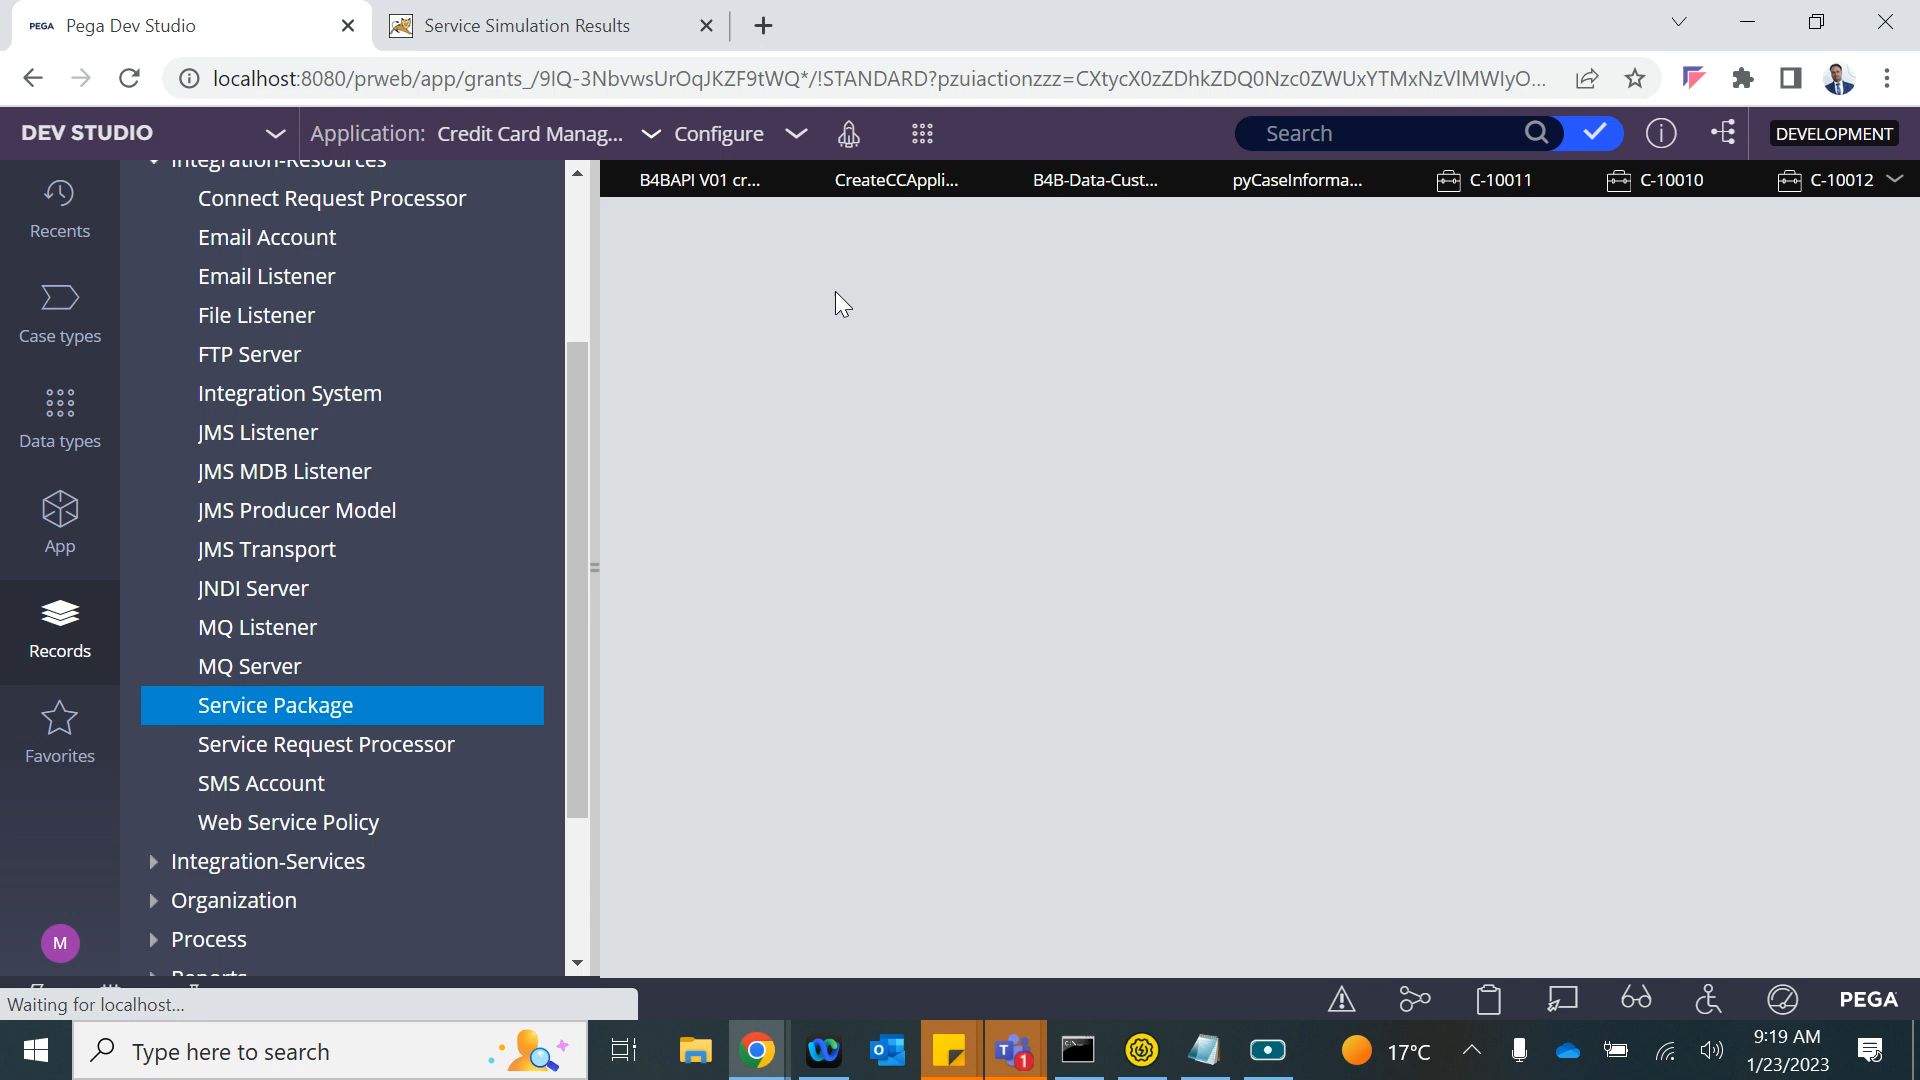 PEGA Pega Dev Studio
Service Simulation Results
localhost:8080/prweb/app/grants_/9IQ-3NbvwsUrOqJKZF9tWQ*/!STANDARD?pzuiactionzzz=CXtycX0zZDhkZDQ0Nzc0ZWUxYTMxNzVlMWIyO...
DEV STUDIO
Application: Credit Card Manag...
Configure
Search
DEVELOPMENT
B4BAPI V01 cr...
CreateCCAppli...
B4B-Data-Cust...
pyCaseInforma...
C-10011
C-10010
C-10012
Recents
Case types
Data types
App
Records
Favorites
M
Integration-Resources
Connect Request Processor
Email Account
Email Listener
File Listener
FTP Server
Integration System
JMS Listener
JMS MDB Listener
JMS Producer Model
JMS Transport
JNDI Server
MQ Listener
MQ Server
Service Package
Service Request Processor
SMS Account
Web Service Policy
Integration-Services
Organization
Process
Reports
Waiting for localhost...
PEGA
Type here to search
1
17°C
9:19 AM
1/23/2023